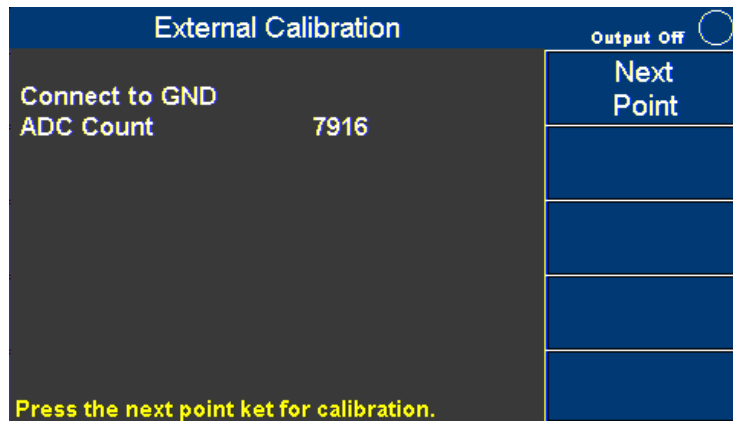 External Calibration
Output Off
Next
Point
Connect to GND
ADC Count 7916
Press the next point ket for calibration.